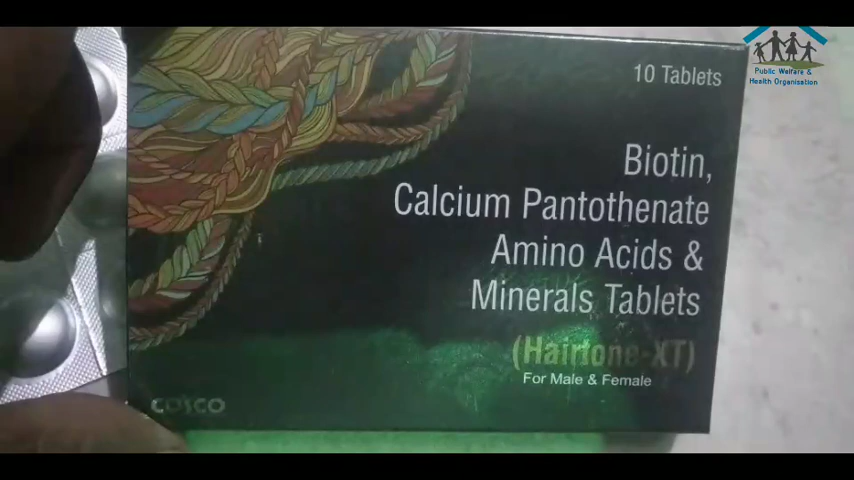 Public Welfare &
Health Organisation
10 Tablets
Biotin,
Calcium Pantothenate
Amino Acids &
Minerals Tablets
(Hairtone-XT)
For Male & Female
COSCO